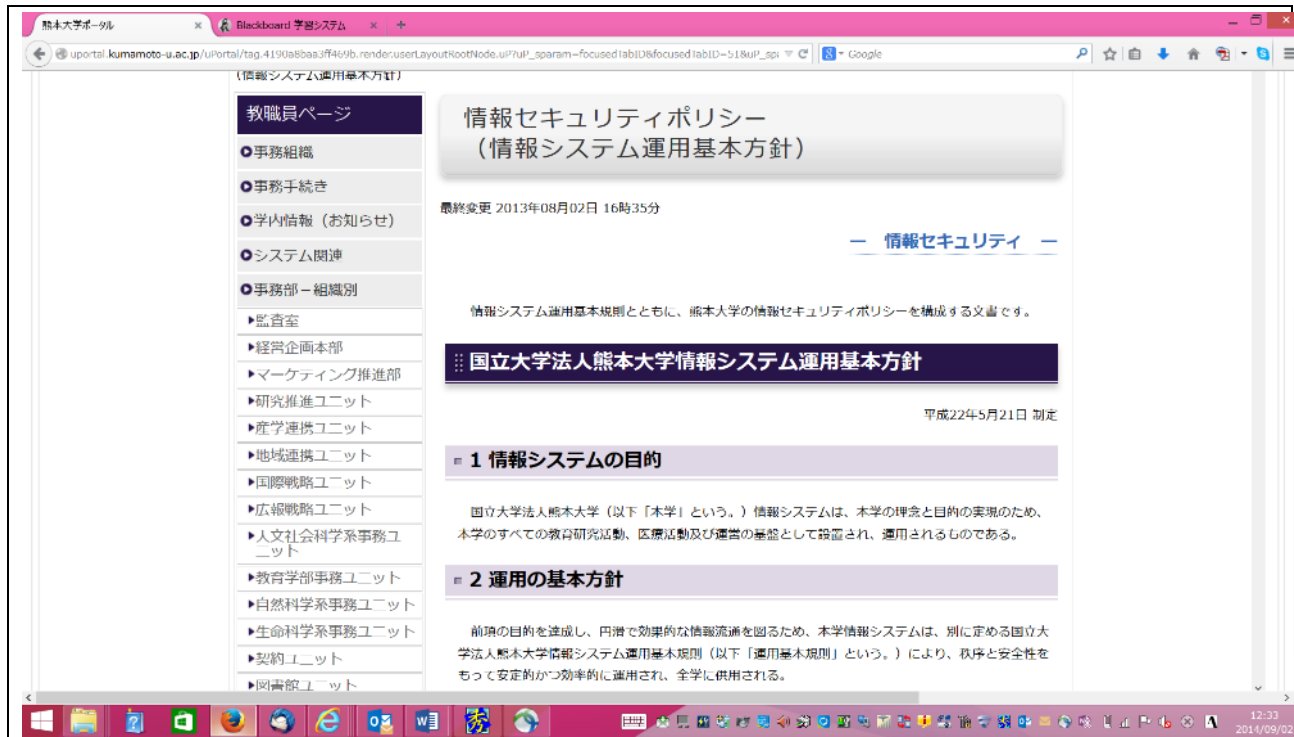 熊本大学ポータル
Blackboard 学習システム
uportal.kumamoto-u.ac.jp/uPortal/tag.4190a8baa3ff469b.render.userLayoutRootNode.uP?uP_sparam=focusedTabID&focusedTabID=51&uP_spa
Google
(情報システム運用基本方針)
教職員ページ
事務組織
事務手続き
学内情報（お知らせ）
システム関連
事務部－組織別
監査室
経営企画本部
マーケティング推進部
研究推進ユニット
産学連携ユニット
地域連携ユニット
国際戦略ユニット
広報戦略ユニット
人文社会科学系事務ユ
ニット
教育学部事務ユニット
自然科学系事務ユニット
生命科学系事務ユニット
契約ユニット
図書館ユニット
情報セキュリティポリシー
（情報システム運用基本方針）
最終変更 2013年08月02日 16時35分
― 情報セキュリティ ―
情報システム運用基本規則とともに、熊本大学の情報セキュリティポリシーを構成する文書です。
国立大学法人熊本大学情報システム運用基本方針
平成22年5月21日 制定
1 情報システムの目的
国立大学法人熊本大学（以下「本学」という。）情報システムは、本学の理念と目的の実現のため、
本学のすべての教育研究活動、医療活動及び運営の基盤として設置され、運用されるものである。
2 運用の基本方針
前項の目的を達成し、円滑で効果的な情報流通を図るため、本学情報システムは、別に定める国立大
学法人熊本大学情報システム運用基本規則（以下「運用基本規則」という。）により、秩序と安全性を
もって安定的かつ効率的に運用され、全学に供用される。
12:33
2014/09/02